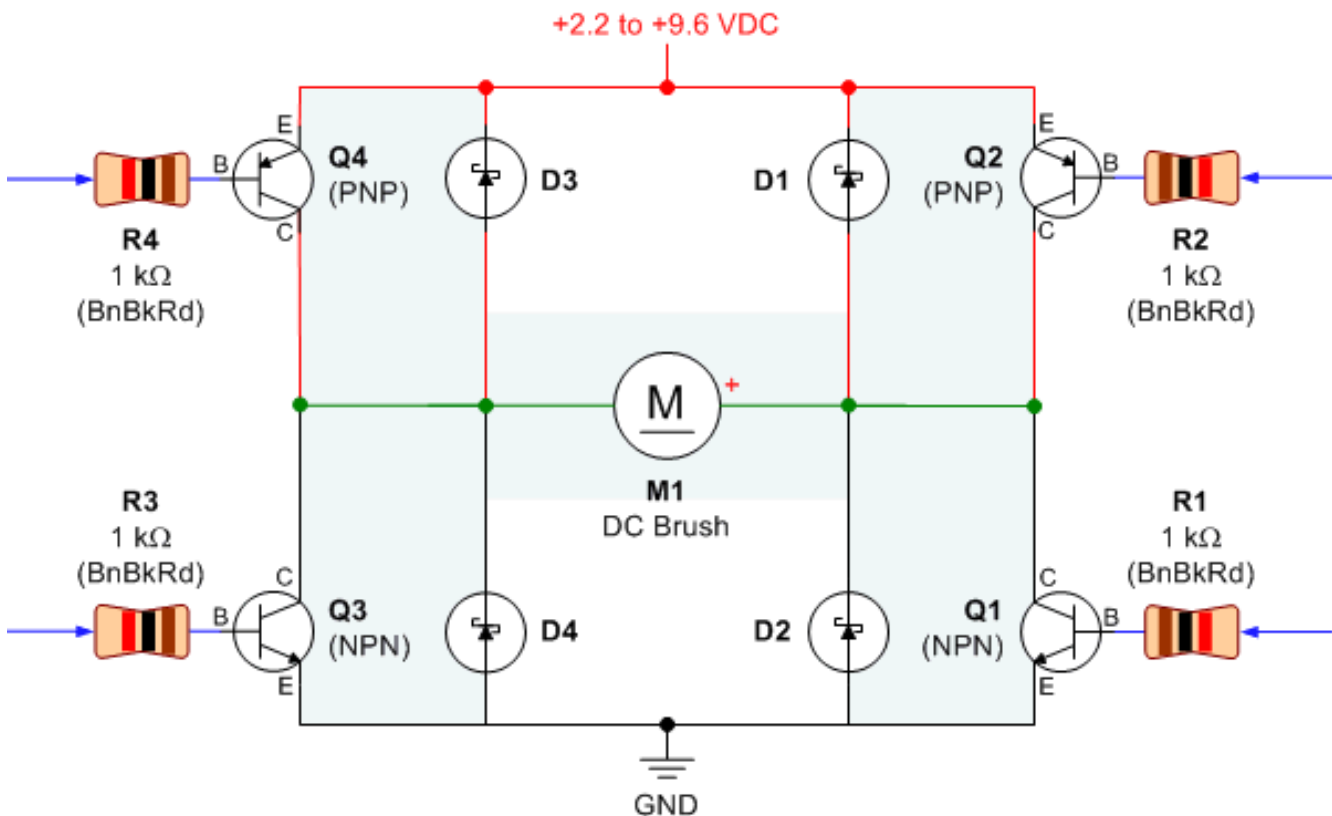 +2.2 to +9.6 VDC
E
B
C
Q4
(PNP)
D3
D1
Q2
(PNP)
E
B
C
R4
1 kΩ
(BnBkRd)
R2
1 kΩ
(BnBkRd)
M
+
M1
DC Brush
R3
1 kΩ
(BnBkRd)
R1
1 kΩ
(BnBkRd)
C
B
E
Q3
(NPN)
D4
D2
Q1
(NPN)
C
B
E
GND